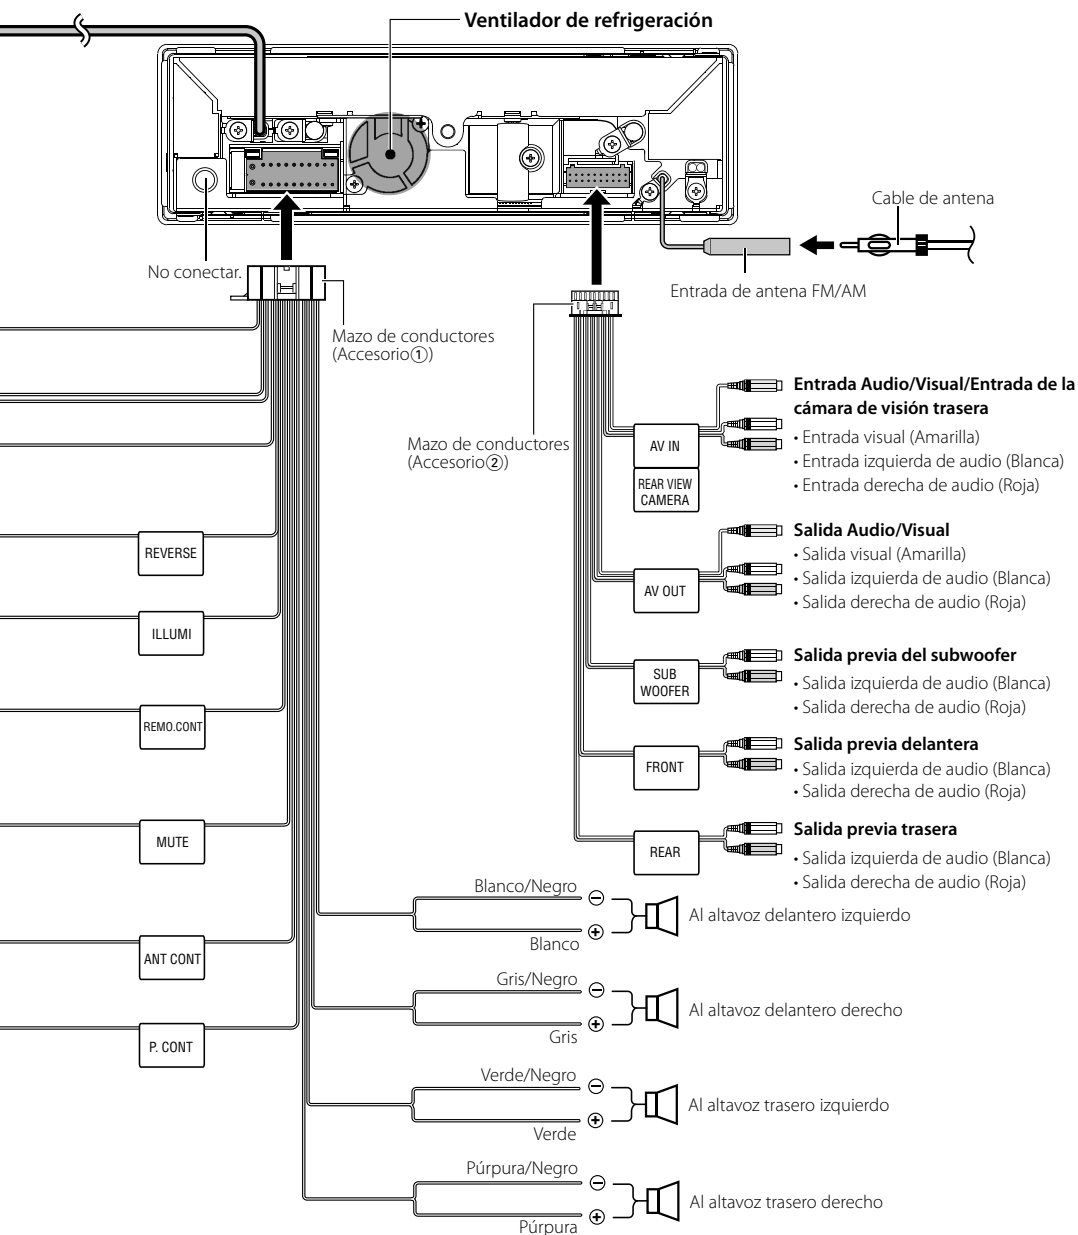 Ventilador de refrigeración
Cable de antena
No conectar.
Entrada de antena FM/AM
Mazo de conductores
(Accesorio①)
Mazo de conductores
(Accesorio②)
AV IN
REAR VIEW
CAMERA
Entrada Audio/Visual/Entrada de la
cámara de visión trasera
• Entrada visual (Amarilla)
• Entrada izquierda de audio (Blanca)
• Entrada derecha de audio (Roja)
REVERSE
AV OUT
Salida Audio/Visual
• Salida visual (Amarilla)
• Salida izquierda de audio (Blanca)
• Salida derecha de audio (Roja)
ILLUMI
SUB
WOOFER
Salida previa del subwoofer
• Salida izquierda de audio (Blanca)
• Salida derecha de audio (Roja)
REMO.CONT
FRONT
Salida previa delantera
• Salida izquierda de audio (Blanca)
• Salida derecha de audio (Roja)
MUTE
REAR
Salida previa trasera
• Salida izquierda de audio (Blanca)
• Salida derecha de audio (Roja)
Blanco/Negro
Blanco
Al altavoz delantero izquierdo
ANT CONT
Gris/Negro
Gris
Al altavoz delantero derecho
P. CONT
Verde/Negro
Verde
Al altavoz trasero izquierdo
Púrpura/Negro
Púrpura
Al altavoz trasero derecho